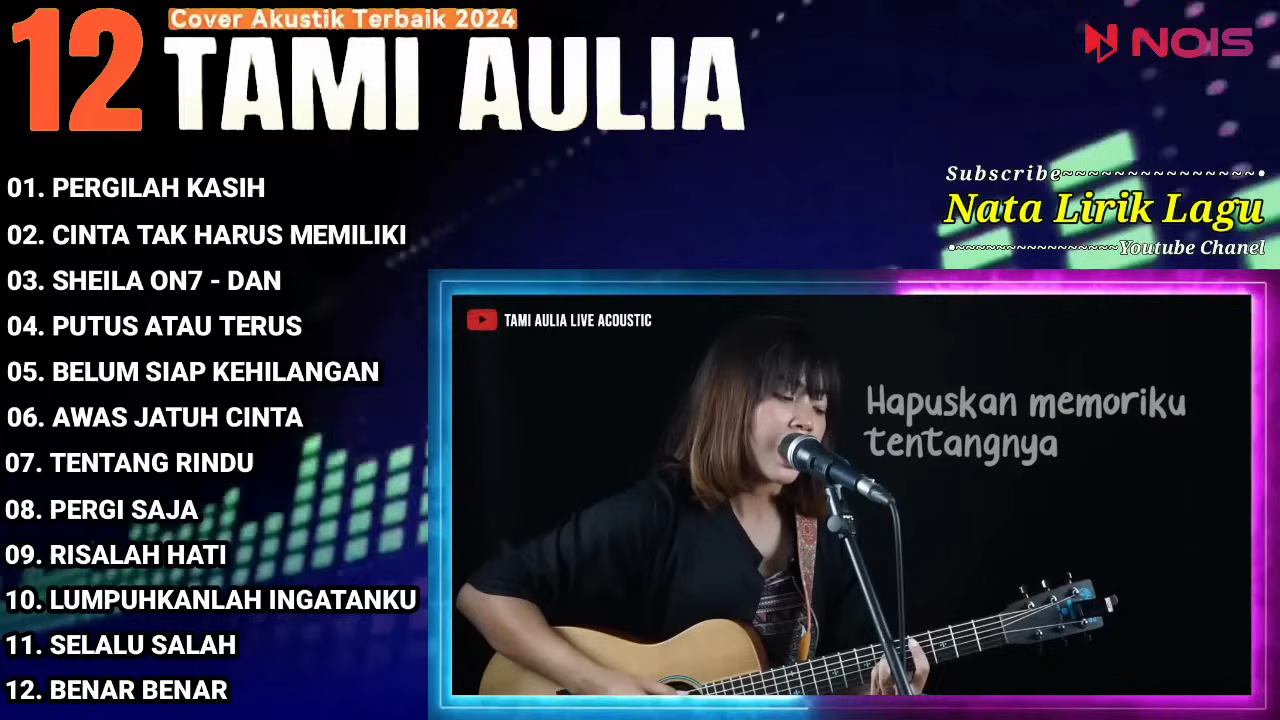 12
Cover Akustik Terbaik 2024
TAMI AULIA
NOIS
Subscribe~~~~~~~~~~~~~~~•
Nata Lirik Lagu
•~~~~~~~~~~~~~~~~Youtube Chanel
01. PERGILAH KASIH
02. CINTA TAK HARUS MEMILIKI
03. SHEILA ON7 - DAN
04. PUTUS ATAU TERUS
05. BELUM SIAP KEHILANGAN
06. AWAS JATUH CINTA
07. TENTANG RINDU
08. PERGI SAJA
09. RISALAH HATI
10. LUMPUHKANLAH INGATANKU
11. SELALU SALAH
12. BENAR BENAR
TAMI AULIA LIVE ACOUSTIC
Hapuskan memoriku
tentangnya